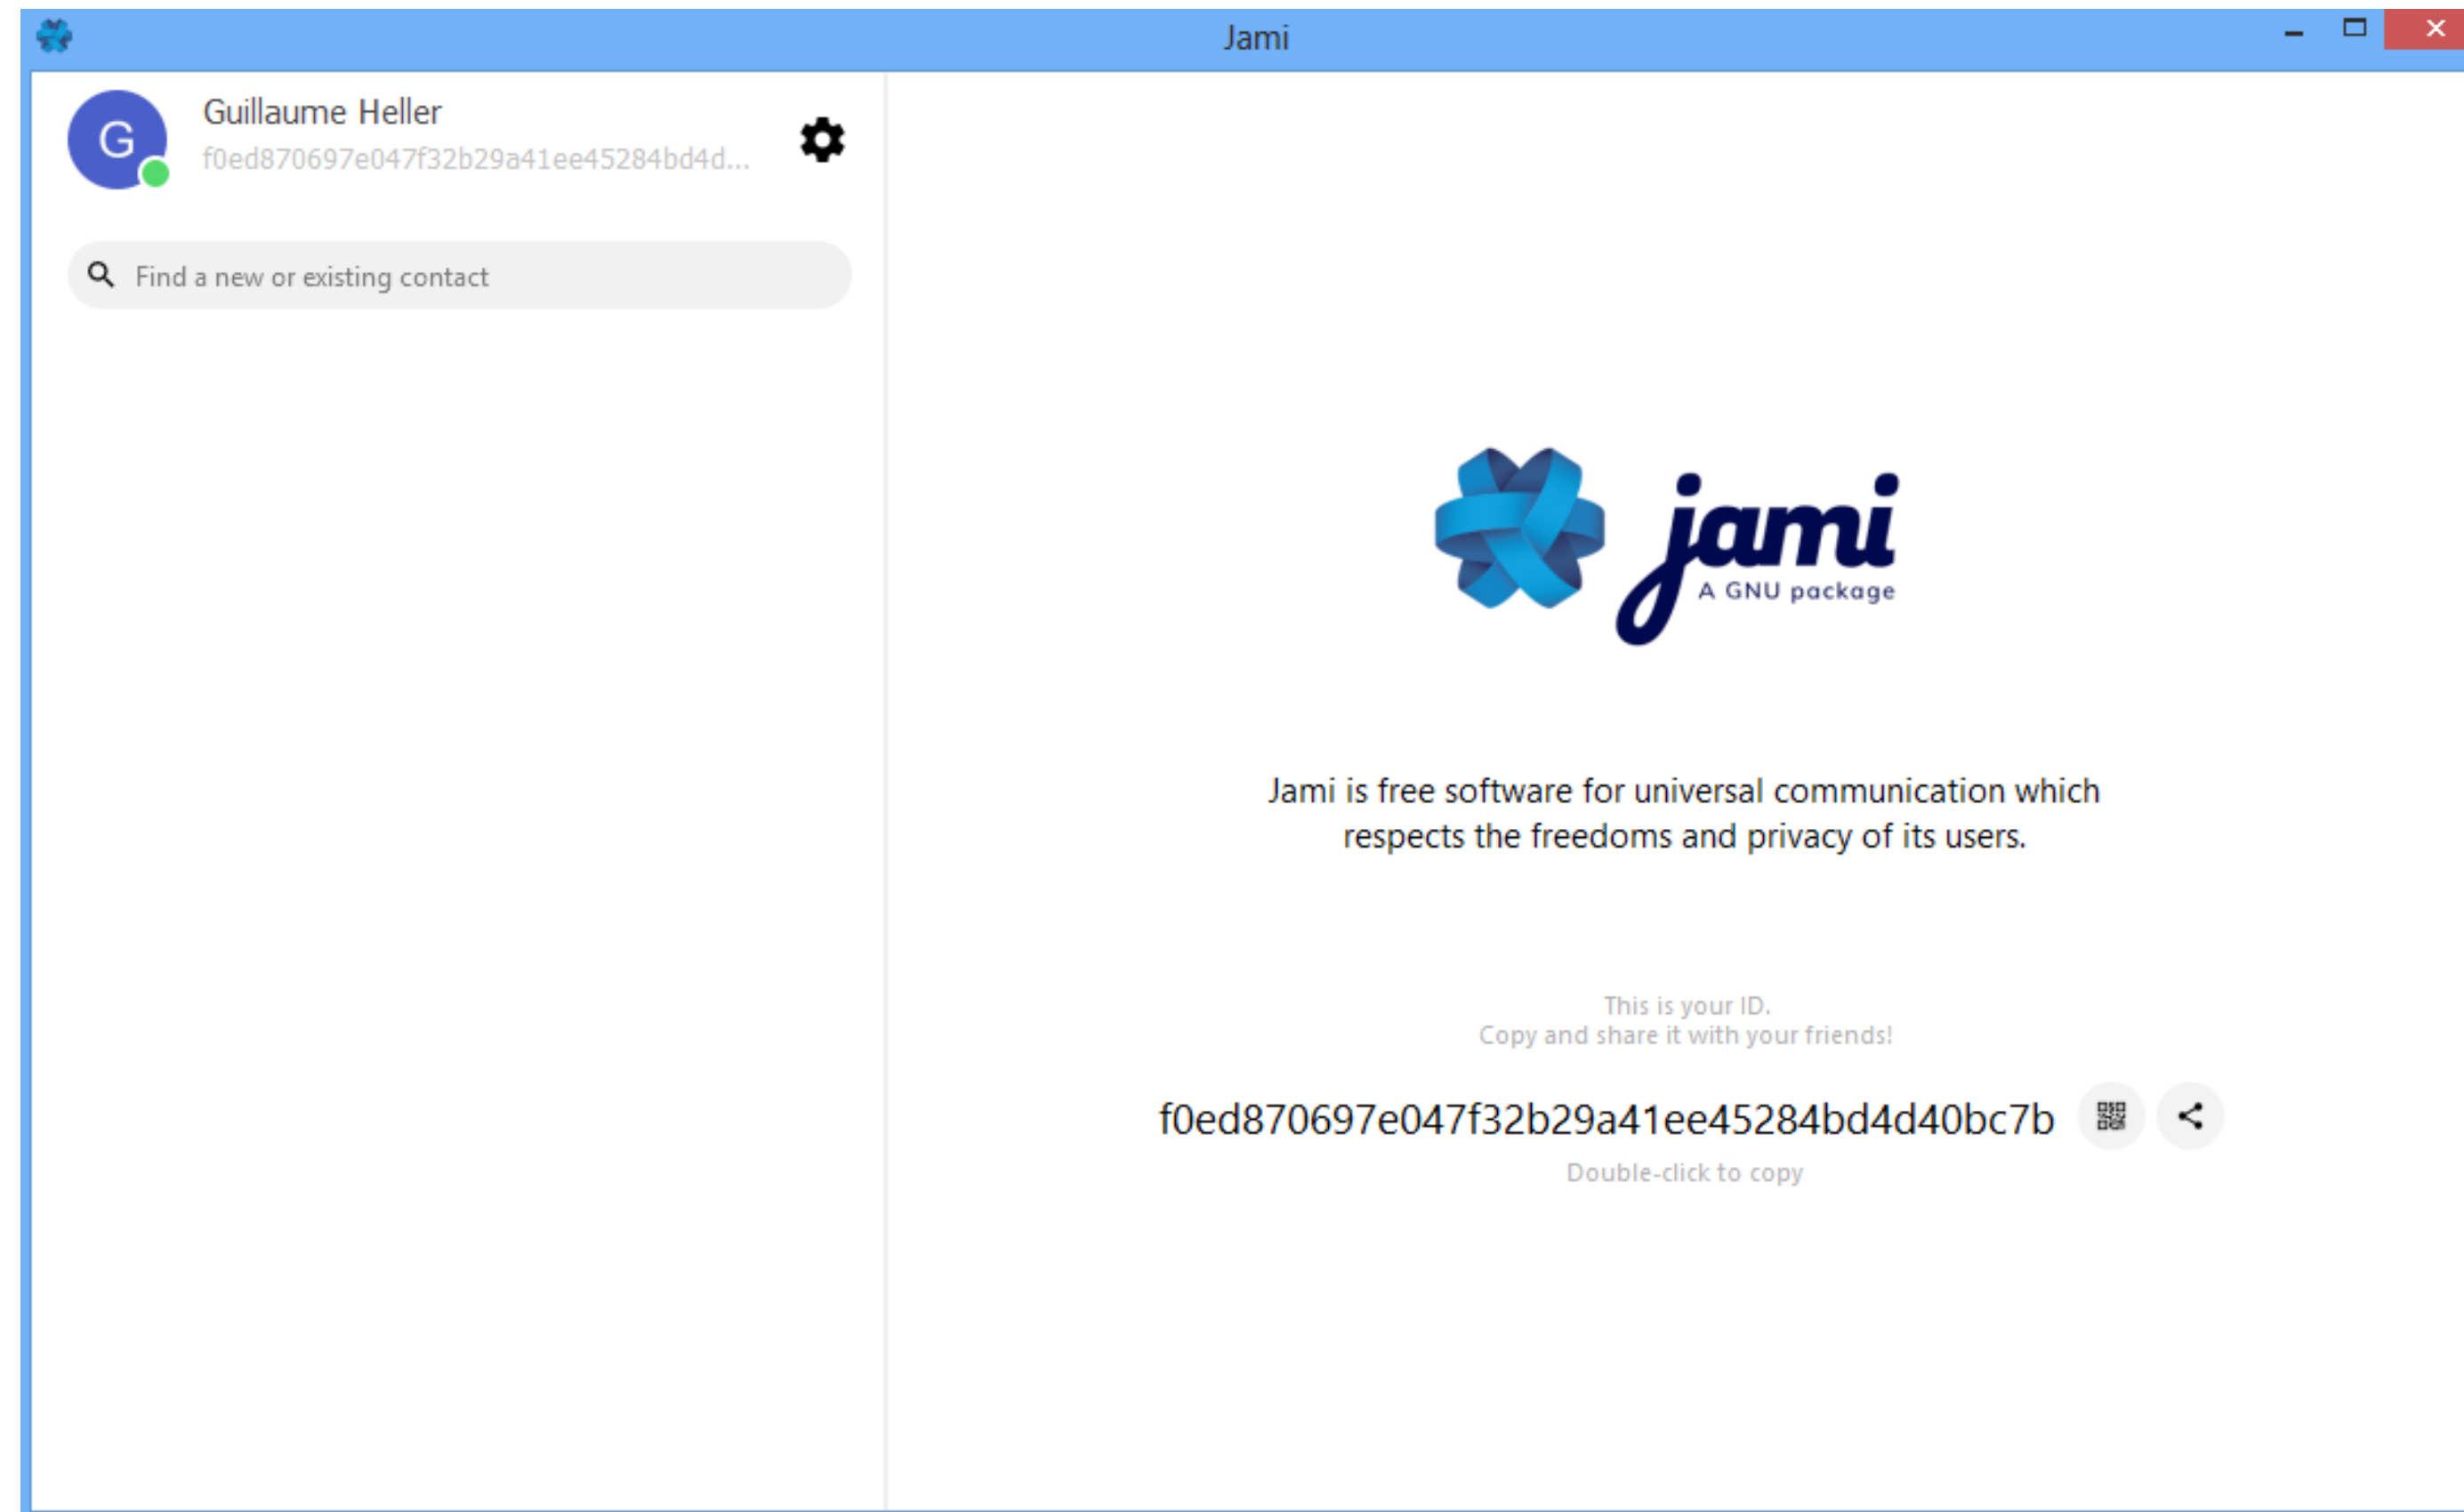 Jami
G
Guillaume Heller
f0ed870697e047f32b29a41ee45284bd4d...
Find a new or existing contact
jami
A GNU package
Jami is free software for universal communication which
respects the freedoms and privacy of its users.
This is your ID.
Copy and share it with your friends!
f0ed870697e047f32b29a41ee45284bd4d40bc7b
Double-click to copy